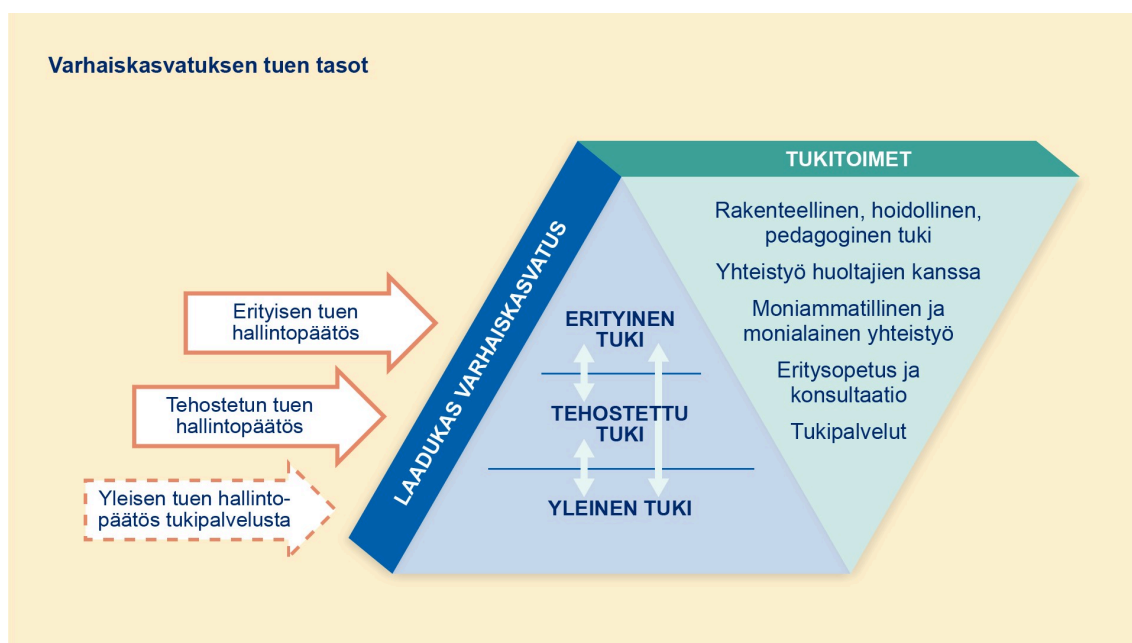 Varhaiskasvatuksen tuen tasot
TUKITOIMET
Rakenteellinen, hoidollinen,
pedagoginen tuki
Yhteistyö huoltajien kanssa
Moniammatillinen ja
monialainen yhteistyö
Eritysopetus ja
konsultaatio
Tukipalvelut
LAADUKAS VARHAISKASVATUS
Erityisen tuen
hallintopäätös
Tehostetun tuen
hallintopäätös
Yleisen tuen hallinto-
päätös tukipalvelusta
ERITYINEN
TUKI
TEHOSTETTU
TUKI
YLEINEN TUKI